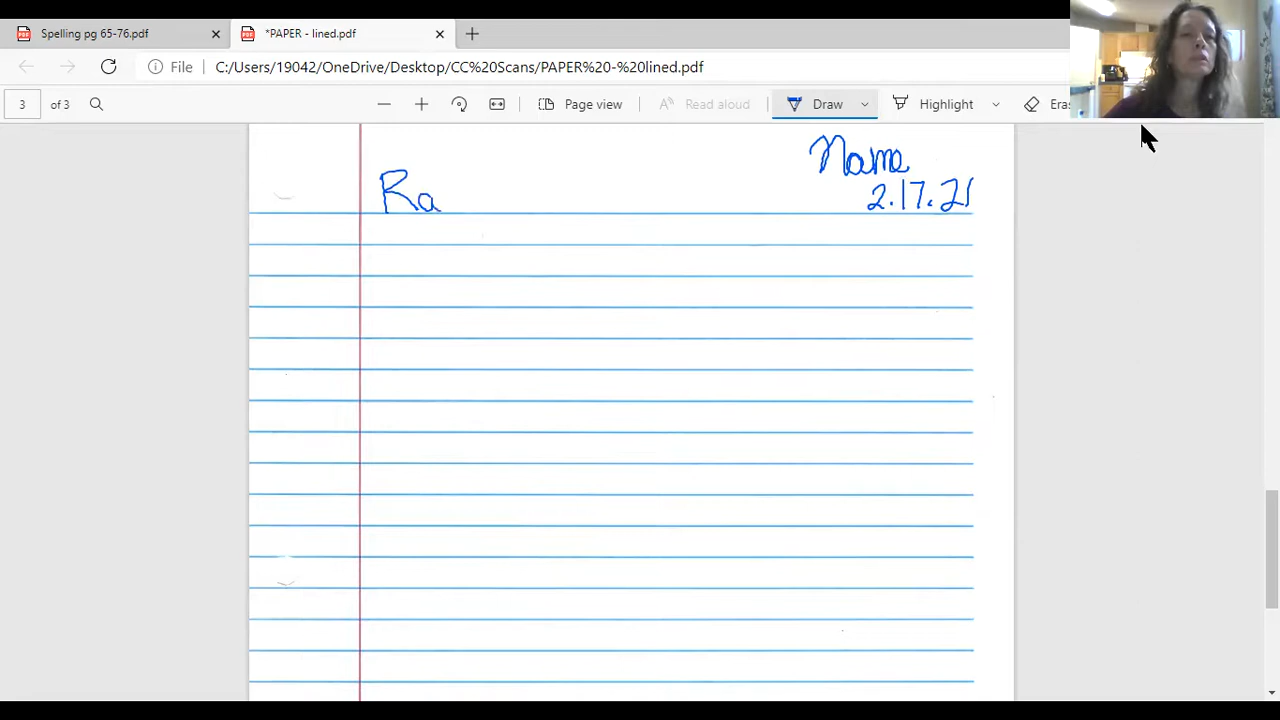 Spelling pg 65-76.pdf
*PAPER - lined.pdf
File
C:/Users/19042/OneDrive/Desktop/CC%20Scans/PAPER%20-%20lined.pdf
3 of 3
Page view
Read aloud
Draw
Highlight
Eras
Name
2.17.21
Ra